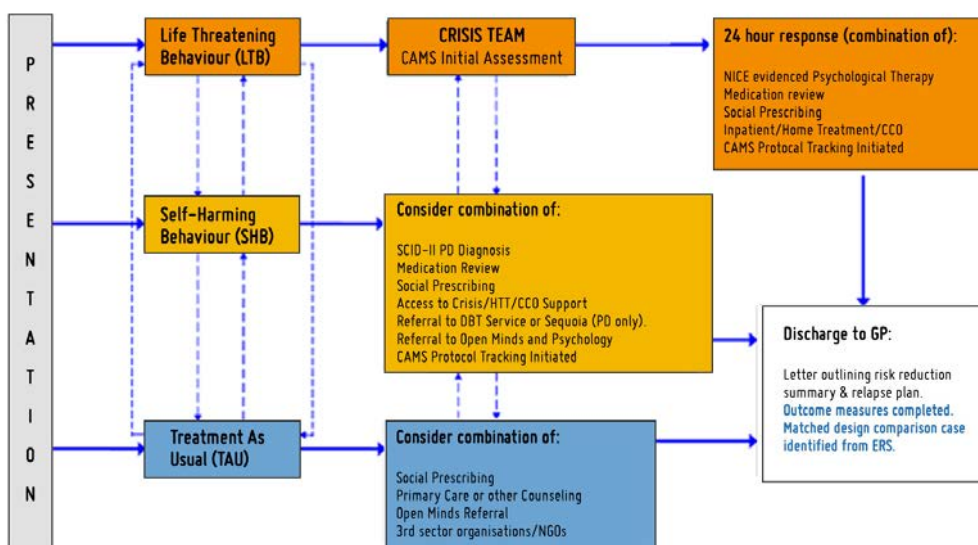 PRESENTATION
Life Threatening
Behaviour (LTB)
CRISIS TEAM
CAMS Initial Assessment
24 hour response (combination of):
NICE evidenced Psychological Therapy
Medication review
Social Prescribing
Inpatient/Home Treatment/CCO
CAMS Protocal Tracking Initiated
Self-Harming
Behaviour (SHB)
Consider combination of:
SCID-II PD Diagnosis
Medication Review
Social Prescribing
Access to Crisis/HTT/CCO Support
Referral to DBT Service or Sequoia (PD only).
Referral to Open Minds and Psychology
CAMS Protocol Tracking Initiated
Discharge to GP:
Letter outlining risk reduction
summary & relapse plan.
Outcome measures completed.
Matched design comparison case
identified from ERS.
Treatment As
Usual (TAU)
Consider combination of:
Social Prescribing
Primary Care or other Counseling
Open Minds Referral
3rd sector organisations/NGOs